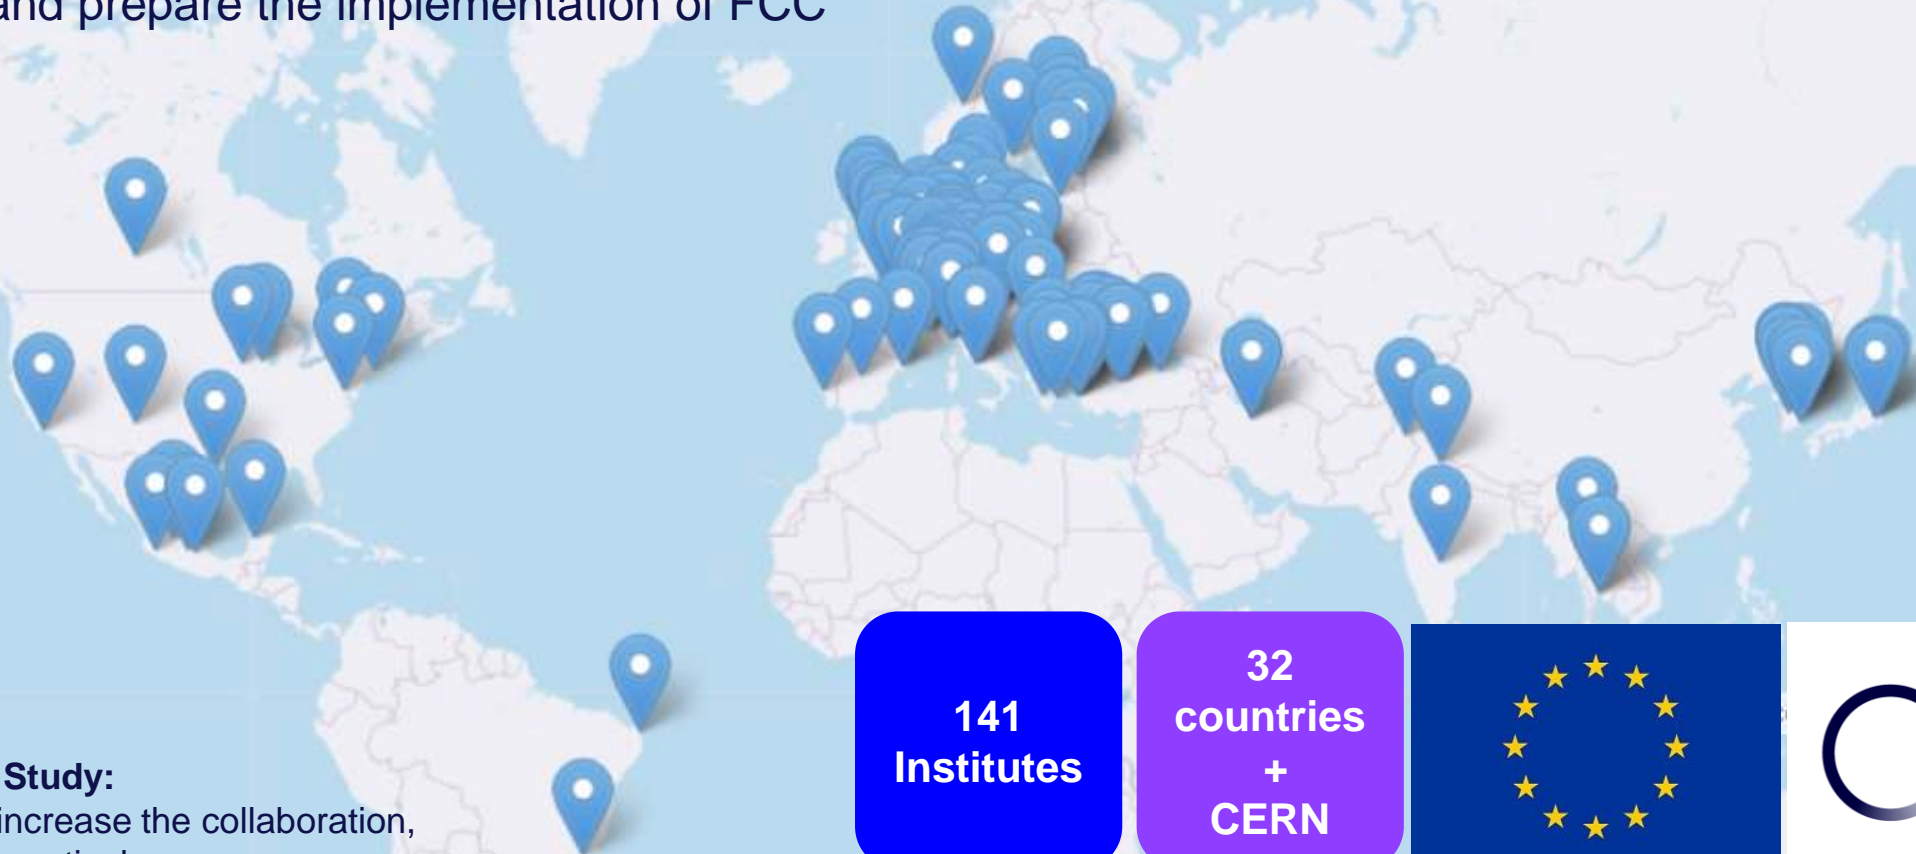 and prepare the implementation of FCC
141
Institutes
32
countries
+
CERN
Study:
increase the collaboration,